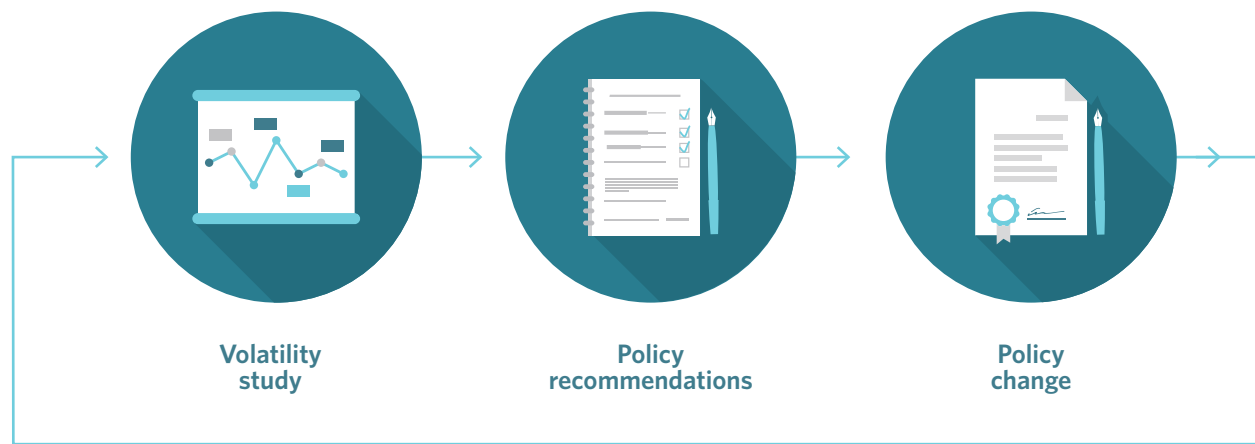 Volatility
study
Policy
recommendations
Policy
change